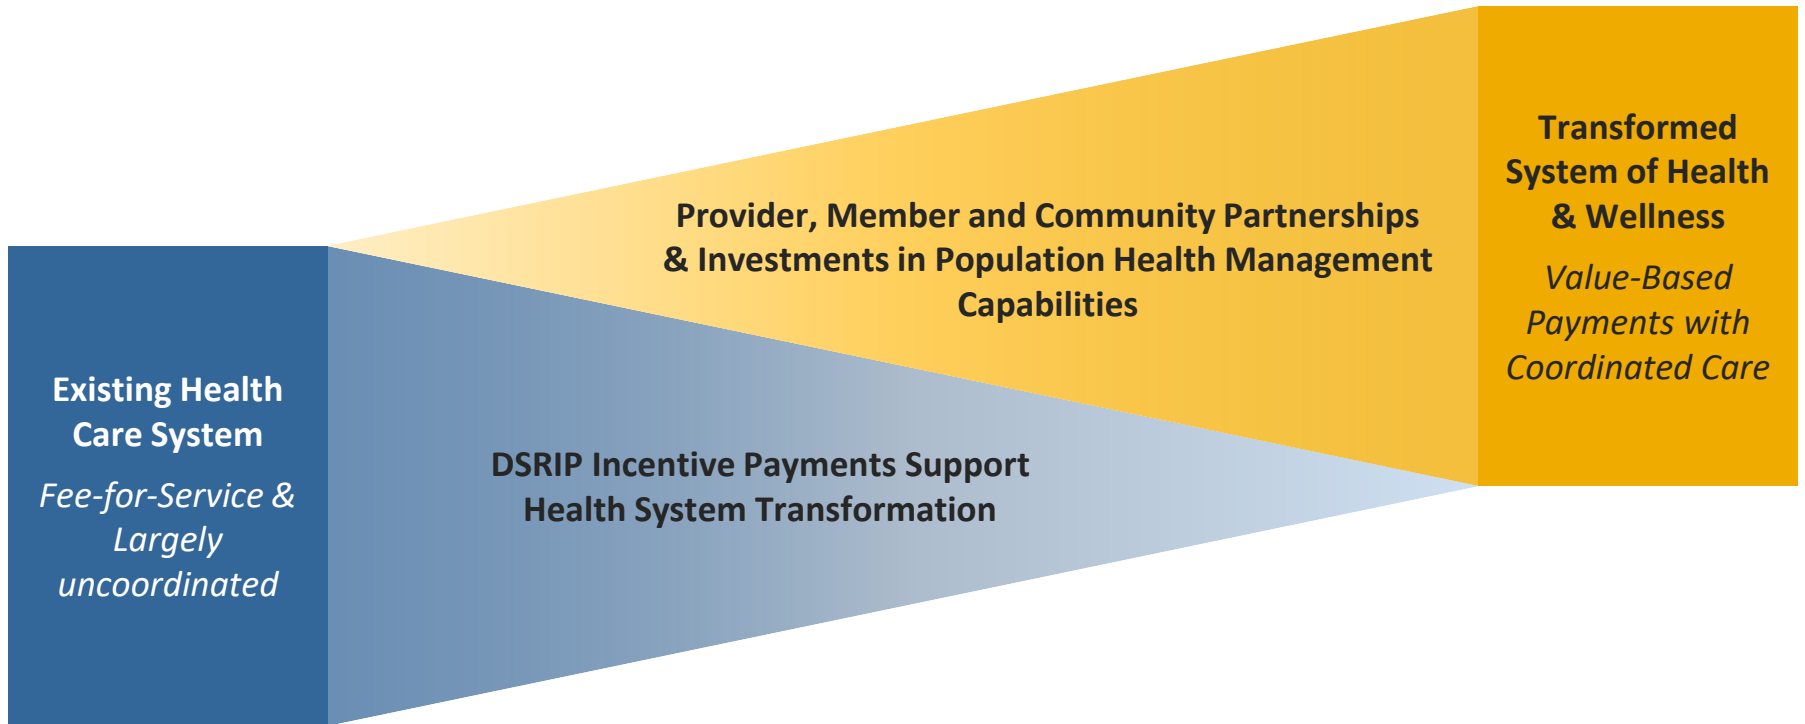 Existing Health
Care System
Fee-for-Service &
Largely
uncoordinated
DSRIP Incentive Payments Support
Health System Transformation
Provider, Member and Community Partnerships
& Investments in Population Health Management
Capabilities
Transformed
System of Health
& Wellness
Value-Based
Payments with
Coordinated Care